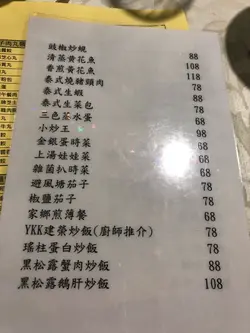 豉椒炒蜆 88
清蒸黃花魚 108
香煎黃花魚 118
泰式燒豬頸肉 78
泰式生蝦 88
泰式生菜包 78
三色蒸水蛋 68
小炒王 98
金銀蛋時菜 68
上湯娃娃菜 68
雜菌扒時菜 78
避風塘茄子 78
椒鹽茄子 68
家鄉煎薄餐 68
YKK建榮炒飯(廚師推介) 78
瑤柱蛋白炒飯 78
黑松露蟹肉炒飯 88
黑松露鵝肝炒飯 108